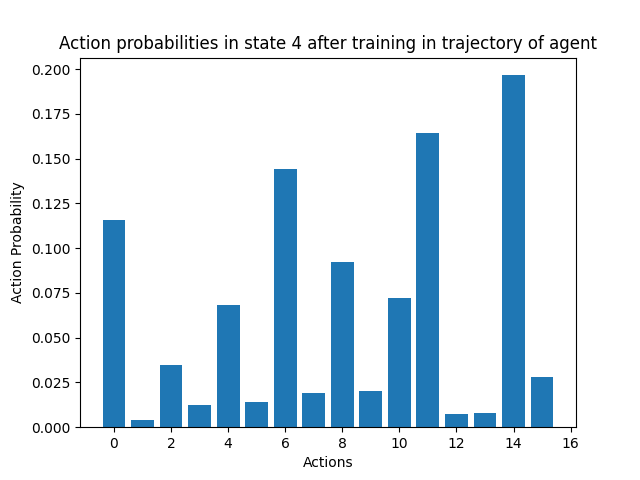 Action probabilities in state 4 after training in trajectory of agent
0.200
0.175
0.150
0.125
0.100
0.075
0.050
0.025
0.000
Action Probability
0 2 4 6 8 10 12 14 16
Actions